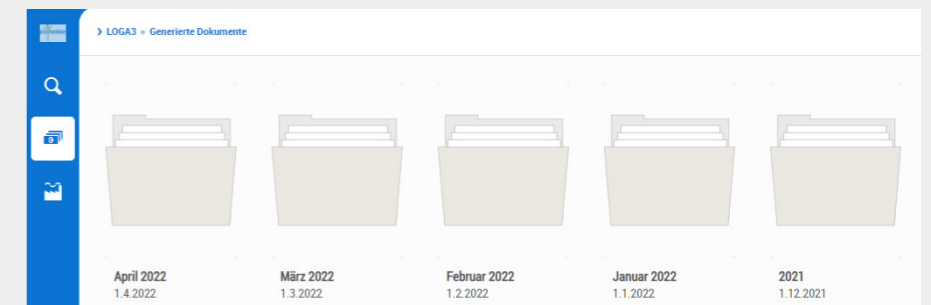 ❯ LOGA3 » Generierte Dokumente
April 2022
1.4.2022
März 2022
1.3.2022
Februar 2022
1.2.2022
Januar 2022
1.1.2022
2021
1.12.2021